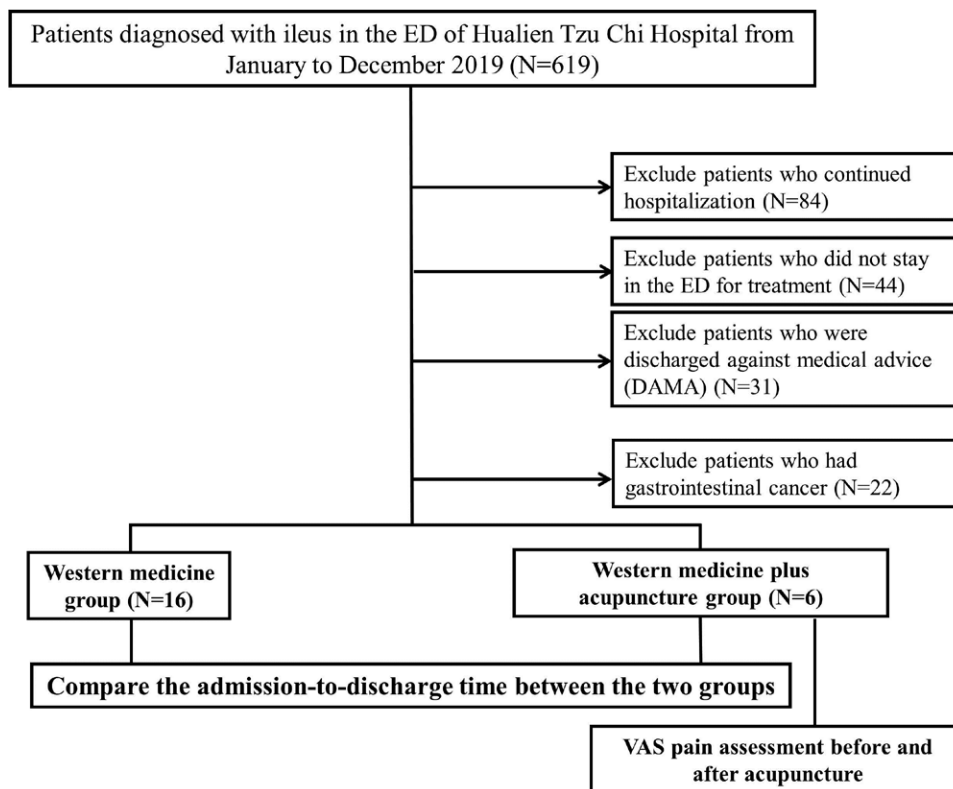 Patients diagnosed with ileus in the ED of Hualien Tzu Chi Hospital from
January to December 2019 (N=619)
Exclude patients who continued
hospitalization (N=84)
Exclude patients who did not stay
in the ED for treatment (N=44)
Exclude patients who were
discharged against medical advice
(DAMA) (N=31)
Exclude patients who had
gastrointestinal cancer (N=22)
Western medicine
group (N=16)
Western medicine plus
acupuncture group (N=6)
Compare the admission-to-discharge time between the two groups
VAS pain assessment before and
after acupuncture